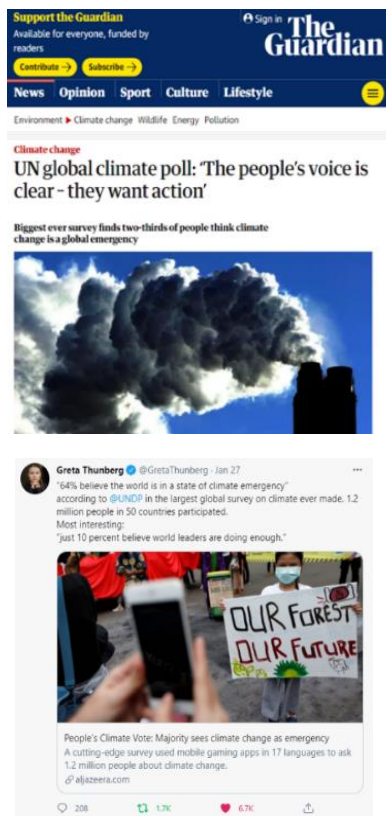 Support the Guardian
Available for everyone, funded by
readers
Contribute →
Subscribe →
Sign in
The
Guardian
News Opinion Sport Culture Lifestyle
Environment ▶ Climate change Wildlife Energy Pollution
Climate change
UN global climate poll: ‘The people’s voice is
clear – they want action’
Biggest ever survey finds two-thirds of people think climate
change is a global emergency
Greta Thunberg @GretaThunberg · Jan 27
"64% believe the world is in a state of climate emergency"
according to @UNDP in the largest global survey on climate ever made. 1.2
million people in 50 countries participated.
Most interesting:
"just 10 percent believe world leaders are doing enough."
OUR FOREST
OUR FUTURE
People's Climate Vote: Majority sees climate change as emergency
A cutting-edge survey used mobile gaming apps in 17 languages to ask
1.2 million people about climate change.
aljazeera.com
208 1.7K 6.7K